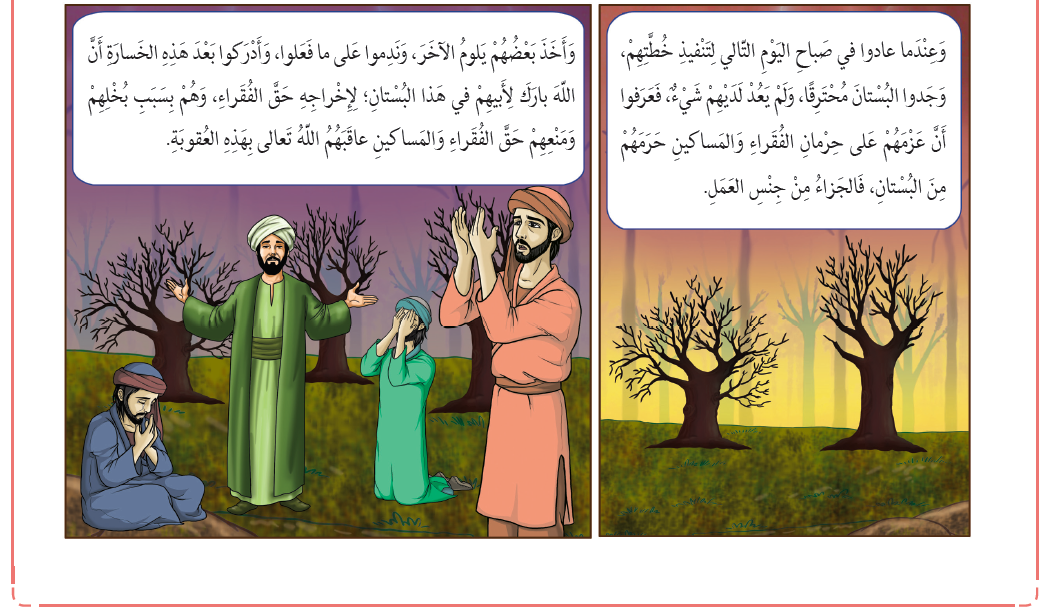 وَعِنْدَما عادوا في صَباحِ اليَوْمِ التّالي لِتَنْفيذِ خُطَّتِهِمْ،
وَجَدوا البُسْتانَ مُحْتَرِقًا، وَلَمْ يَعُدْ لَدَيْهِمْ شَيْءٌ، فَعَرَفوا
أَنَّ عَزْمَهُمْ عَلى حِرْمانِ الفُقَراءِ وَالمَساكينِ حَرَمَهُمْ
مِنَ البُسْتانِ، فَالجَزاءُ مِنْ جِنْسِ العَمَلِ.
وَأَخَذَ بَعْضُهُمْ يَلومُ الآخَرَ، وَنَدِموا عَلى ما فَعَلوا، وَأَدْرَكوا بَعْدَ هَذِهِ الخَسارَةِ أَنَّ
اللّهَ بارَكَ لِأَبيهِمْ في هَذا البُسْتانِ؛ لِإِخْراجِهِ حَقَّ الفُقَراءِ، وَهُمْ بِسَبَبِ بُخْلِهِمْ
وَمَنْعِهِمْ حَقَّ الفُقَراءِ وَالمَساكينِ عاقَبَهُمُ اللّهُ تَعالى بِهَذِهِ العُقوبَةِ.